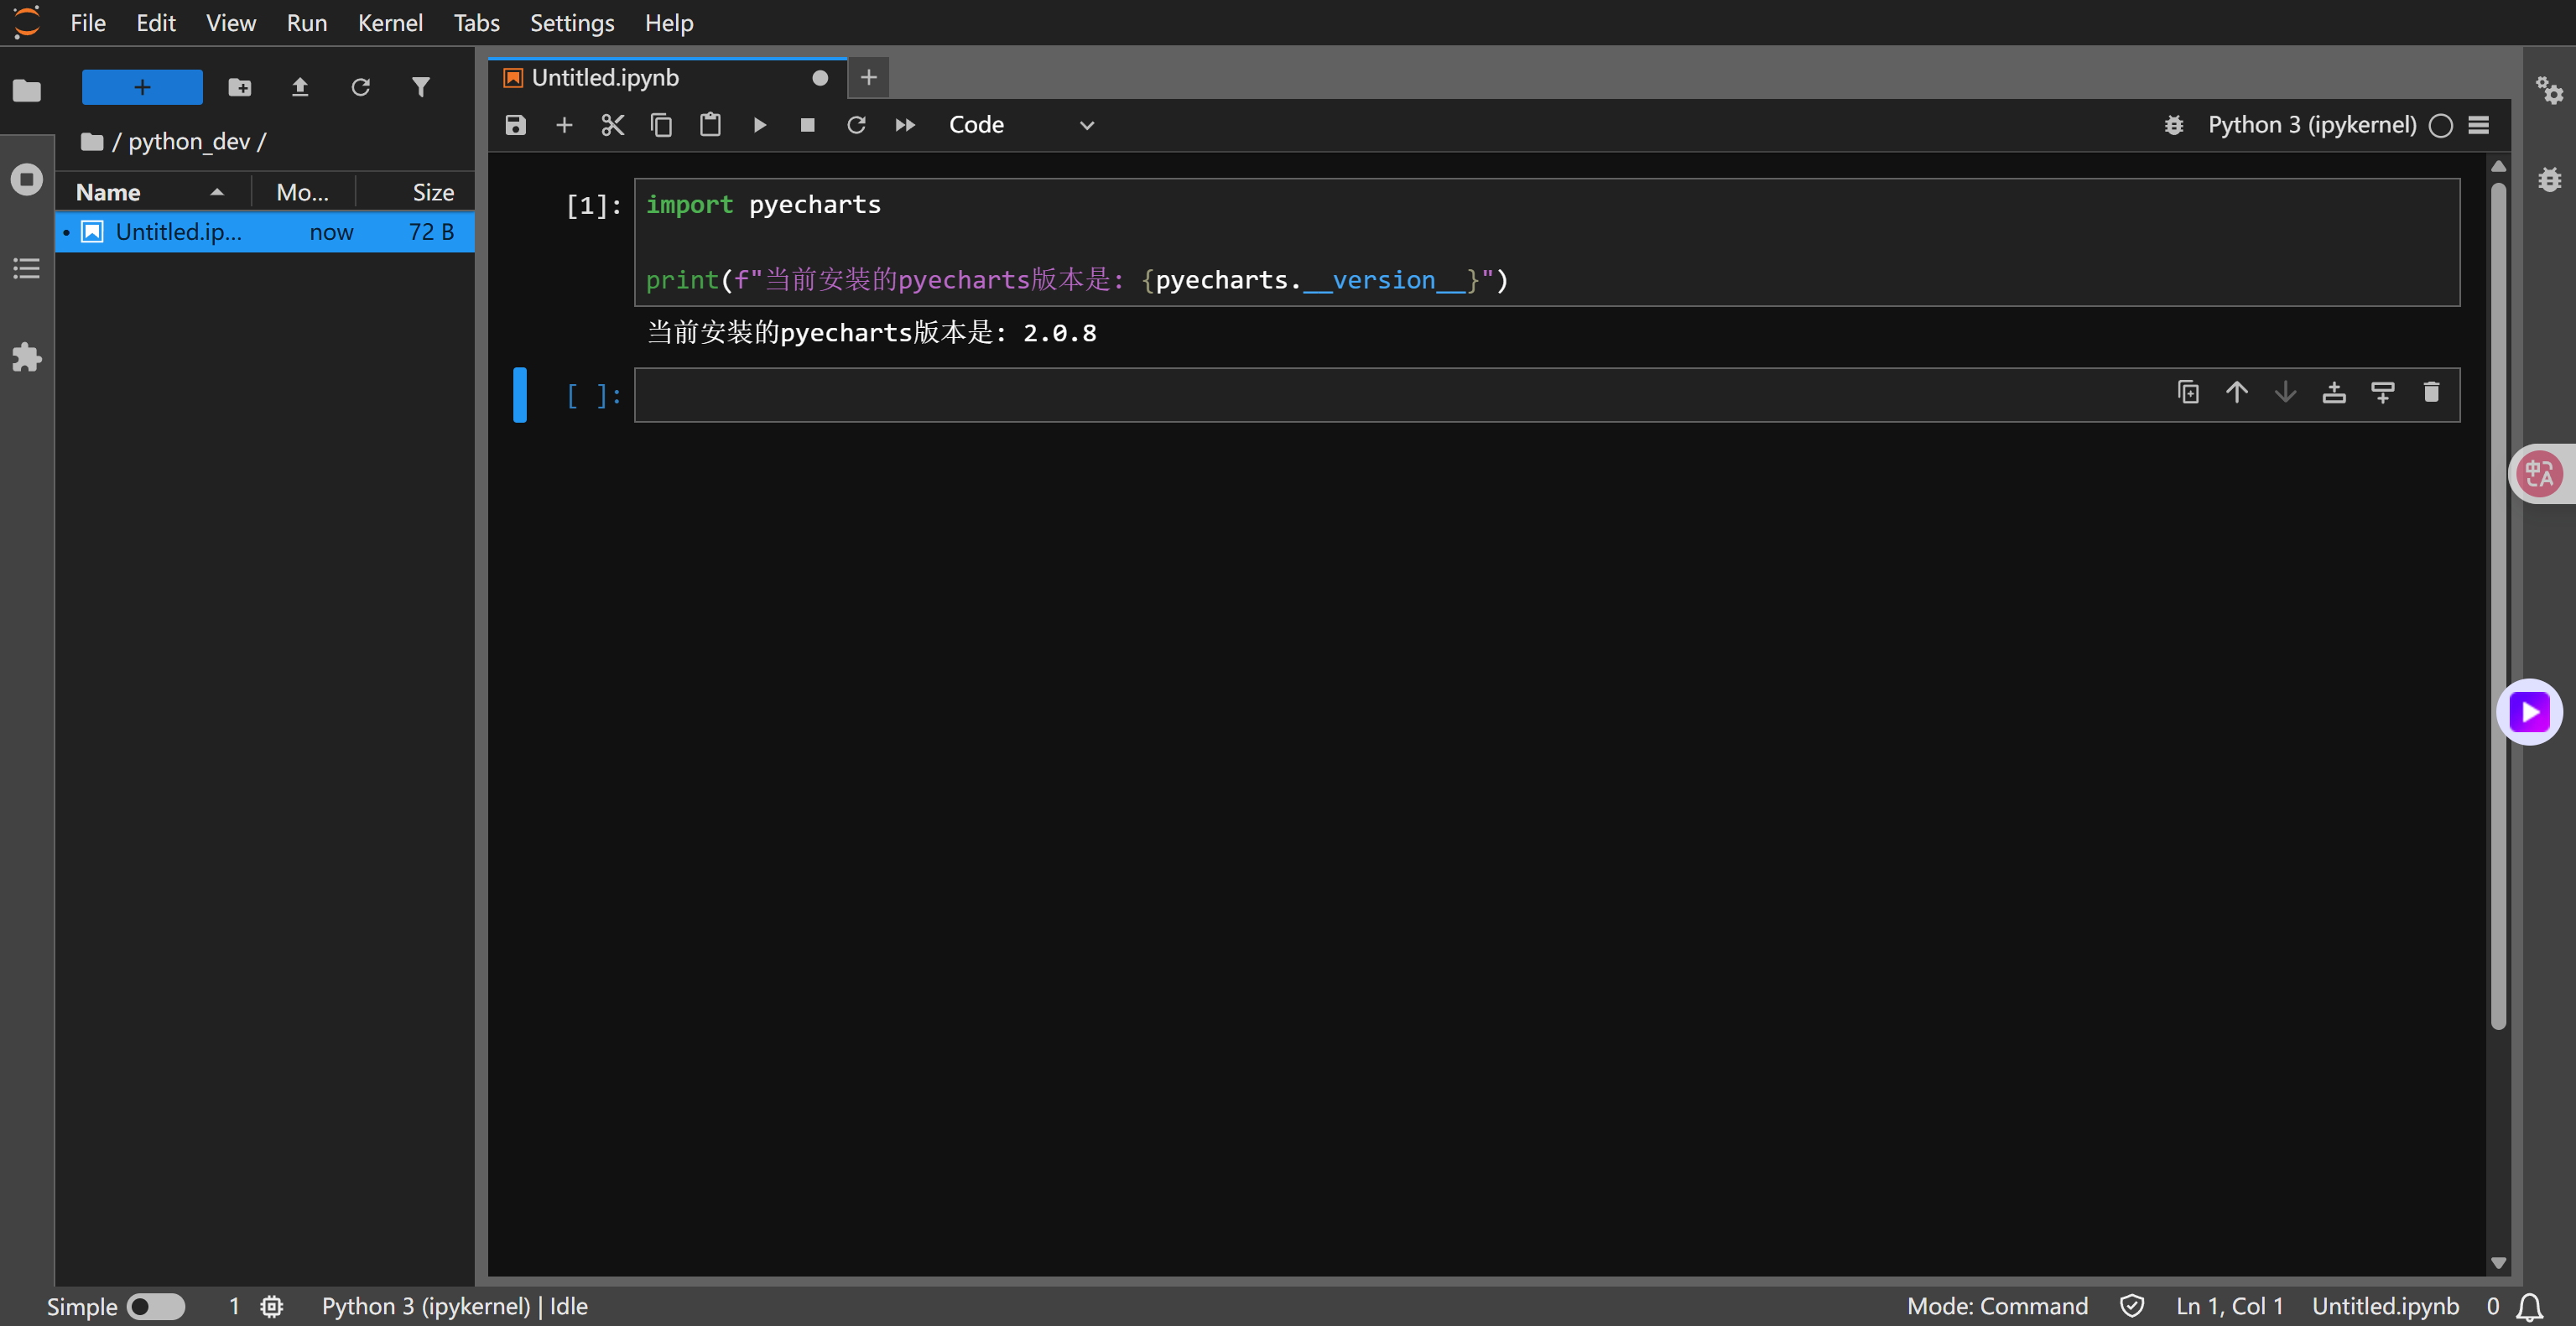 File Edit View Run Kernel Tabs Settings Help
Untitled.ipynb
Code
Python 3 (ipykernel)
/ python_dev /
Name Mo... Size
Untitled.ip... now 72 B
[1]: import pyecharts
print(f"当前安装的pyecharts版本是: {pyecharts.__version__}")
当前安装的pyecharts版本是: 2.0.8
[ ]:
中 A
Simple 1 Python 3 (ipykernel) | Idle
Mode: Command Ln 1, Col 1 Untitled.ipynb 0